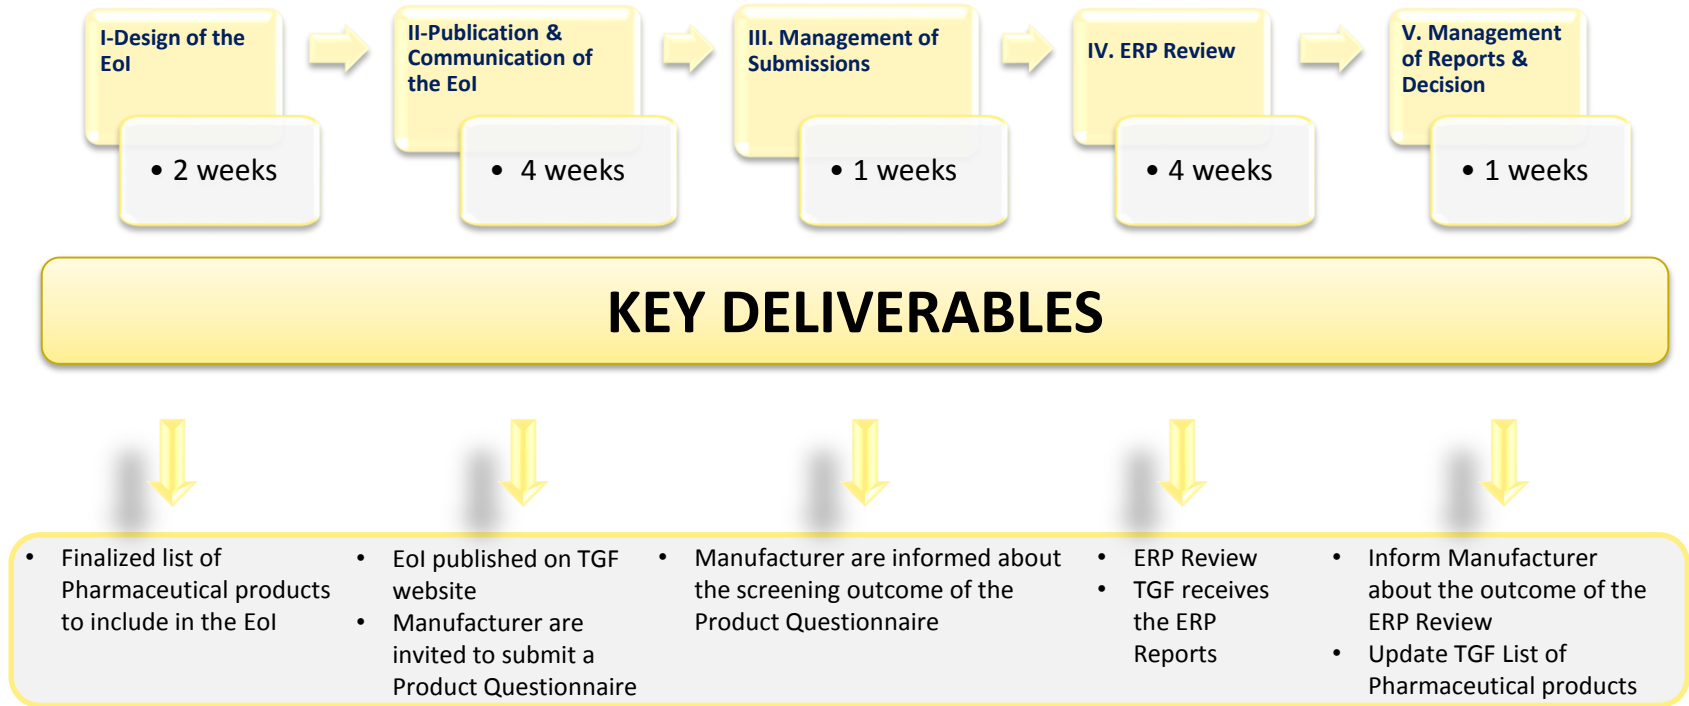 I-Design of the
EoI
II-Publication &
Communication of
the EoI
III. Management of
Submissions
IV. ERP Review
V. Management
of Reports &
Decision
• 2 weeks
• 4 weeks
• 1 weeks
• 4 weeks
• 1 weeks
KEY DELIVERABLES
• Finalized list of
Pharmaceutical products
to include in the EoI
• EoI published on TGF
website
• Manufacturer are
invited to submit a
Product Questionnaire
• Manufacturer are informed about
the screening outcome of the
Product Questionnaire
• ERP Review
• TGF receives
the ERP
Reports
• Inform Manufacturer
about the outcome of the
ERP Review
• Update TGF List of
Pharmaceutical products